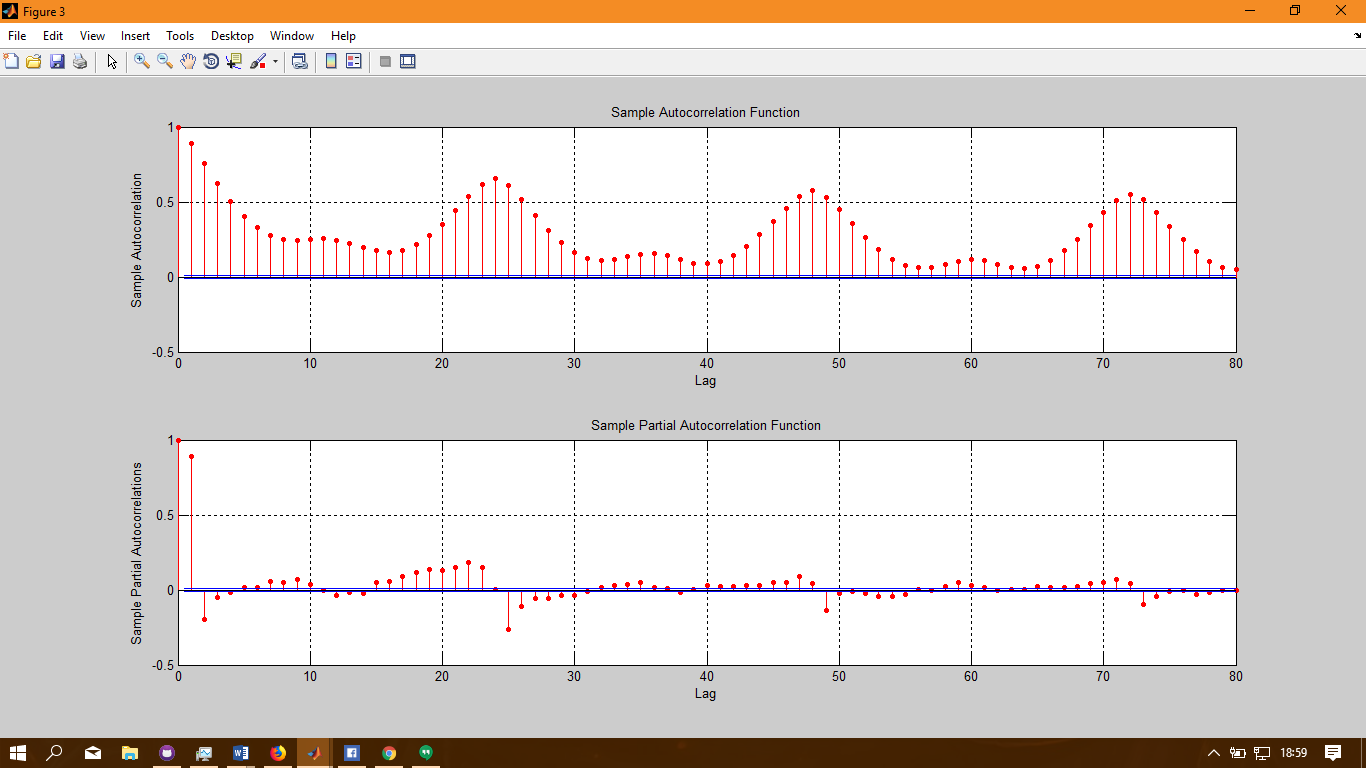 Figure 3
File Edit View Insert Tools Desktop Window Help
Sample Autocorrelation Function
Sample Autocorrelation
1
0.5
0
-0.5
0 10 20 30 40 50 60 70 80
Lag
Sample Partial Autocorrelation Function
Sample Partial Autocorrelations
1
0.5
0
-0.5
0 10 20 30 40 50 60 70 80
Lag
18:59